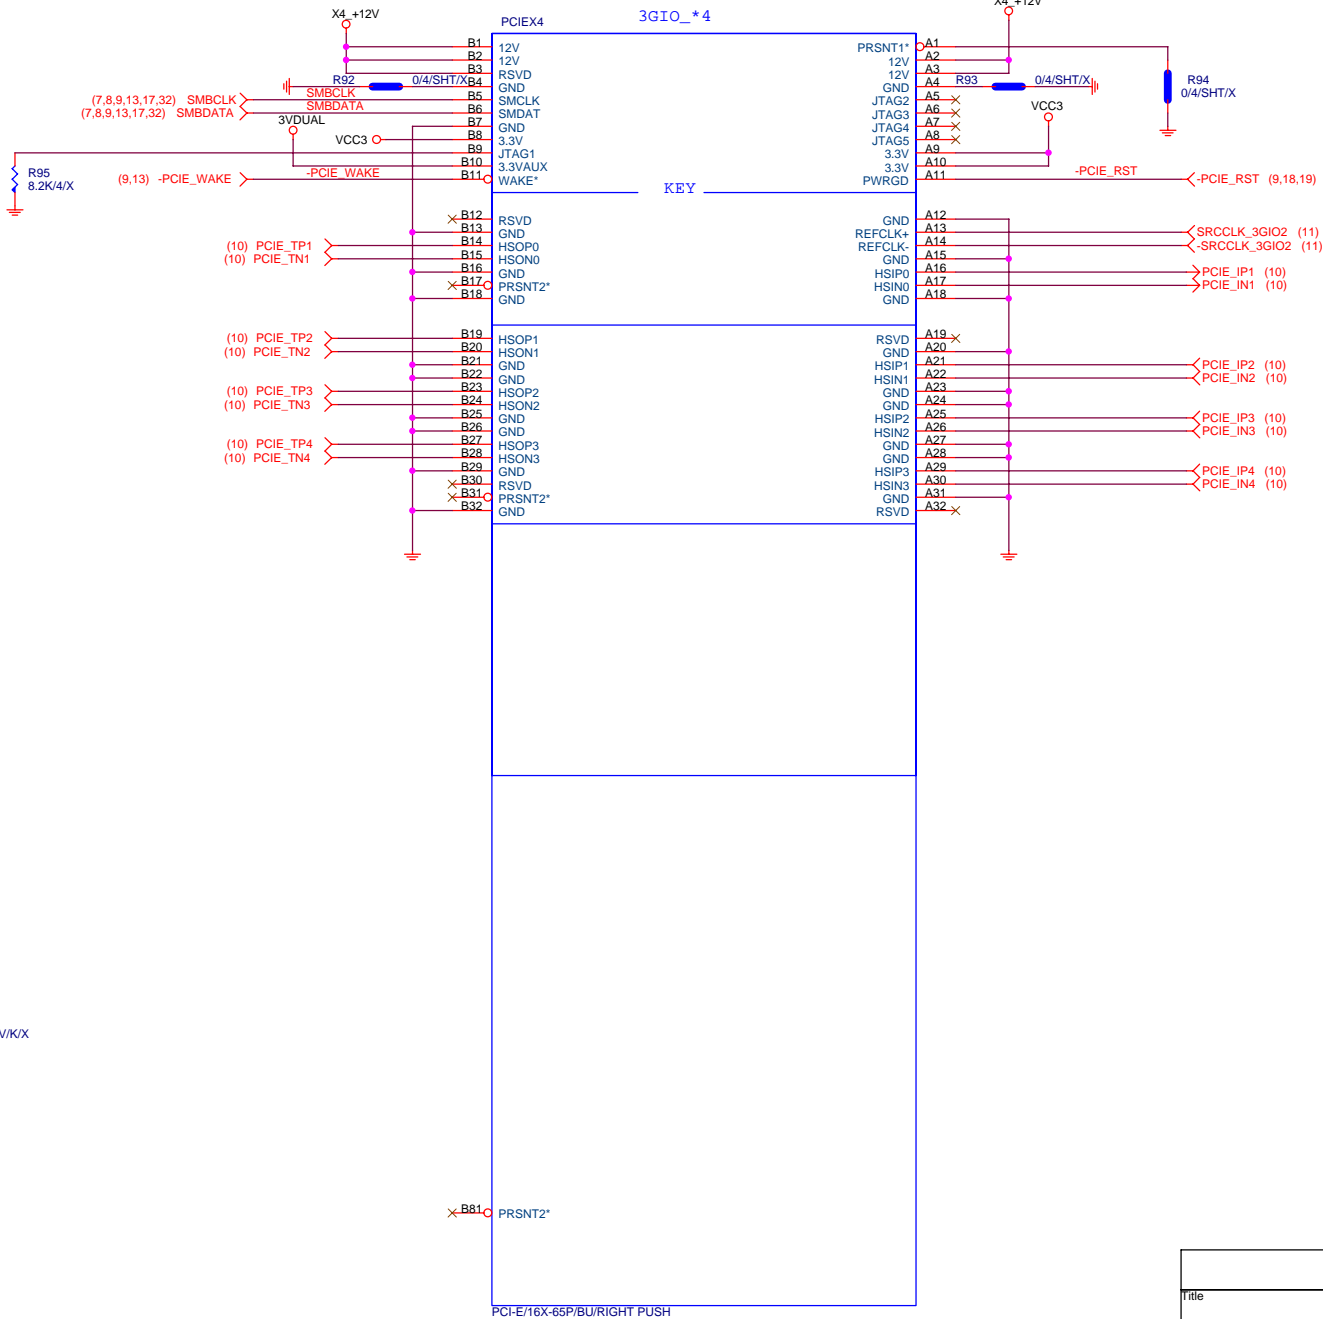 X4_+12V
3GIO_*4
X4_+12V
PCIEX4
B1 12V PRSNT1* A1
B2 12V 12V A2
B3 RSVD 12V A3
R92 0/4/SHT/X B4 GND GND A4 R93 0/4/SHT/X
R94
0/4/SHT/X
(7,8,9,13,17,32) SMBCLK SMBCLK B5 SMCLK JTAG2 A5
(7,8,9,13,17,32) SMBDATA SMBDATA B6 SMDAT JTAG3 A6
3VDUAL B7 GND JTAG4 A7 VCC3
VCC3 B8 3.3V JTAG5 A8
B9 JTAG1 3.3V A9
B10 3.3VAUX 3.3V A10
R95
8.2K/4/X
(9,13) -PCIE_WAKE -PCIE_WAKE B11 WAKE* PWRGD A11 -PCIE_RST -PCIE_RST (9,18,19)
KEY
B12 RSVD GND A12
B13 GND REFCLK+ A13 SRCCLK_3GIO2 (11)
(10) PCIE_TP1 B14 HSOP0 REFCLK- A14 -SRCCLK_3GIO2 (11)
(10) PCIE_TN1 B15 HSON0 GND A15
B16 GND HSIP0 A16 PCIE_IP1 (10)
B17 PRSNT2* HSIN0 A17 PCIE_IN1 (10)
B18 GND GND A18
(10) PCIE_TP2 B19 HSOP1 RSVD A19
(10) PCIE_TN2 B20 HSON1 GND A20
B21 GND HSIP1 A21 PCIE_IP2 (10)
B22 GND HSIN1 A22 PCIE_IN2 (10)
(10) PCIE_TP3 B23 HSOP2 GND A23
(10) PCIE_TN3 B24 HSON2 GND A24
B25 GND HSIP2 A25 PCIE_IP3 (10)
B26 GND HSIN2 A26 PCIE_IN3 (10)
(10) PCIE_TP4 B27 HSOP3 GND A27
(10) PCIE_TN4 B28 HSON3 GND A28
B29 GND HSIP3 A29 PCIE_IP4 (10)
B30 RSVD HSIN3 A30 PCIE_IN4 (10)
B31 PRSNT2* GND A31
B32 GND RSVD A32
V/K/X
B81 PRSNT2*
PCI-E/16X-65P/BU/RIGHT PUSH
Title